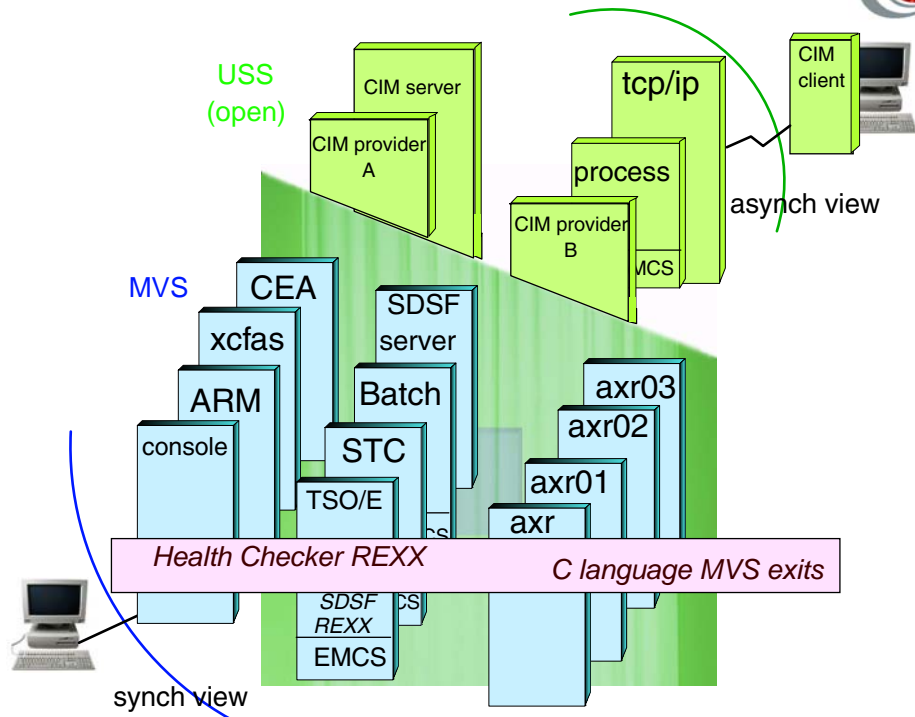 USS
(open)
CIM server
CIM provider
A
tcp/ip
CIM
client
process
asynch view
CIM provider
B
MCS
MVS
CEA
SDSF
server
xcfas
ARM
Batch
axr03
axr02
console
STC
axr01
TSO/E
axr
CS
Health Checker REXX
C language MVS exits
SDSF
REXX
CS
EMCS
synch view